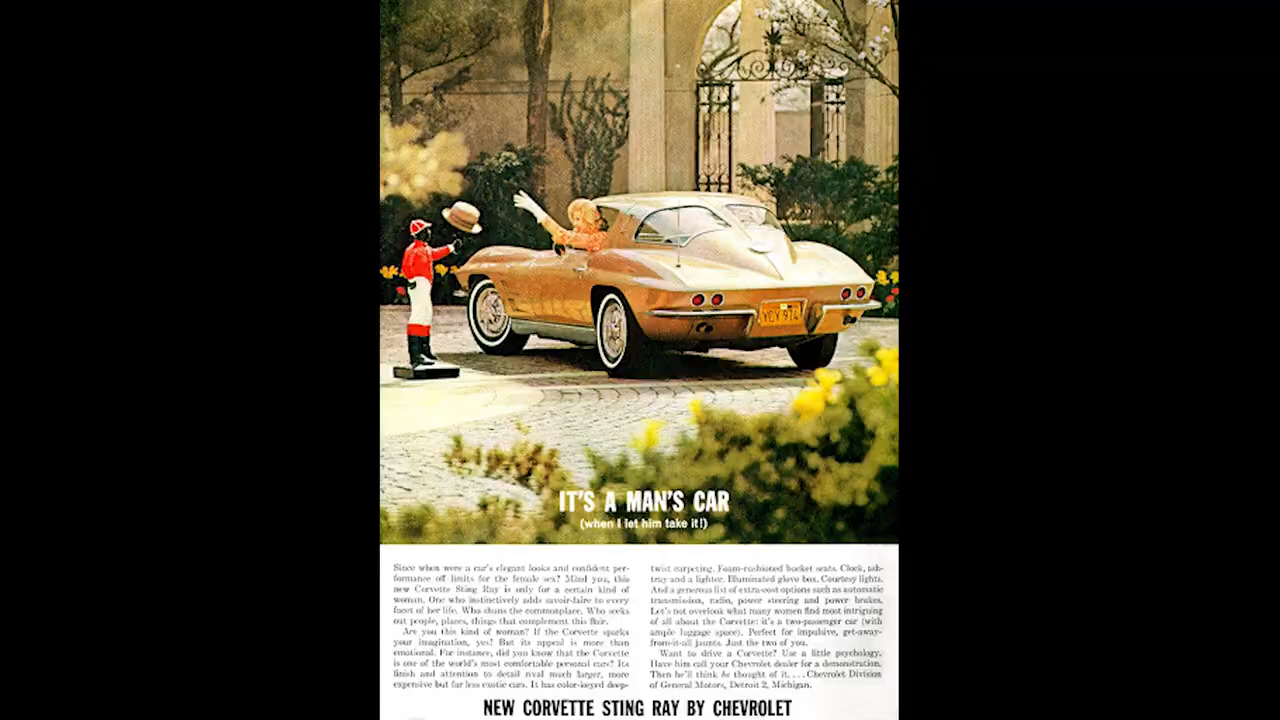 YCY 974
IT'S A MAN'S CAR
(when I let him take it!)
Since when were a car's elegant looks and confident per-
formance off limits for the female sex? Mind you, this
new Corvette Sting Ray is only for a certain kind of
woman. One who instinctively adds savoir-faire to every
facet of her life. Who shuns the commonplace. Who seeks
out people, places, things that complement this flair.
Are you this kind of woman? If the Corvette sparks
your imagination, yes! But its appeal is more than
emotional. For instance, did you know that the Corvette
is one of the world's most comfortable personal cars? Its
finish and attention to detail rival much larger, more
expensive but far less exotic cars. It has color-keyed deep-
twist carpeting. Foam-cushioned bucket seats. Clock, ash-
tray and a lighter. Illuminated glove box. Courtesy lights.
And a generous list of extra-cost options such as automatic
transmission, radio, power steering and power brakes.
Let's not overlook what many women find most intriguing
of all about the Corvette: it's a two-passenger car (with
ample luggage space). Perfect for impulsive, get-away-
from-it-all jaunts. Just the two of you.
Want to drive a Corvette? Use a little psychology.
Have him call your Chevrolet dealer for a demonstration.
Then he'll think he thought of it. . . . Chevrolet Division
of General Motors, Detroit 2, Michigan.
NEW CORVETTE STING RAY BY CHEVROLET